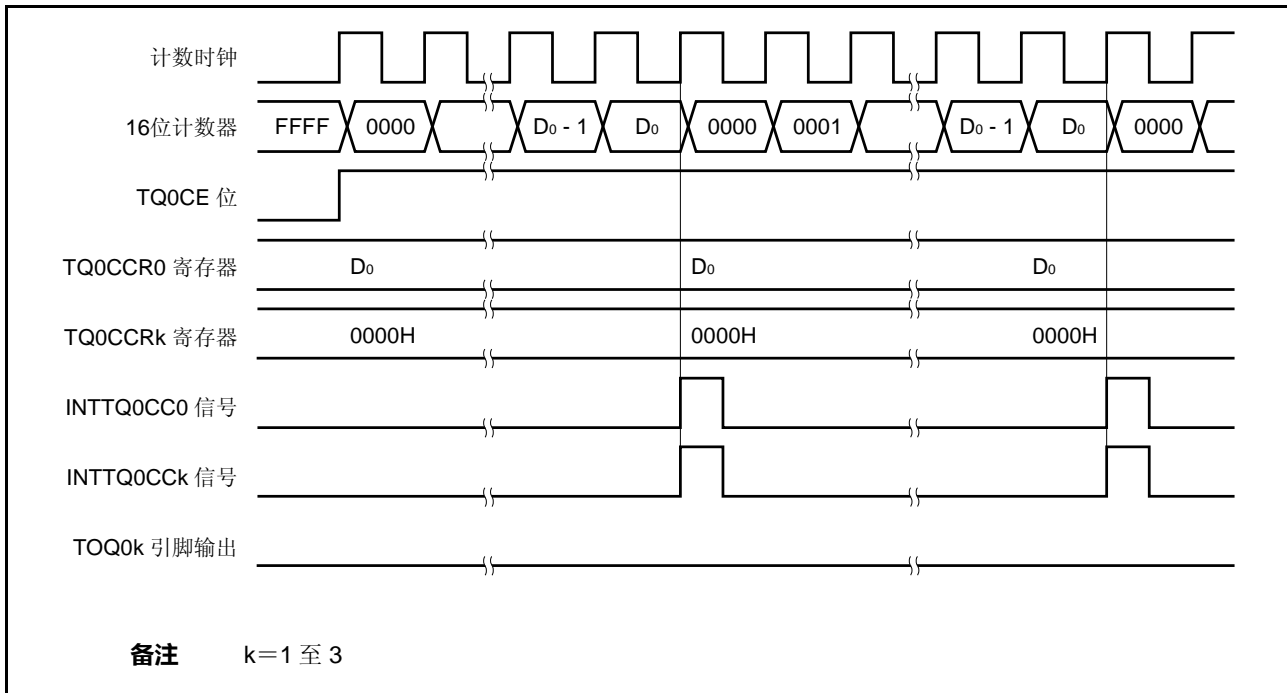 计数时钟
16位计数器 FFFF 0000 D0 - 1 D0 0000 0001 D0 - 1 D0 0000
TQ0CE 位
TQ0CCR0 寄存器 D0 D0 D0
TQ0CCRk 寄存器 0000H 0000H 0000H
INTTQ0CC0 信号
INTTQ0CCk 信号
TOQ0k 引脚输出
备注 k＝1 至 3